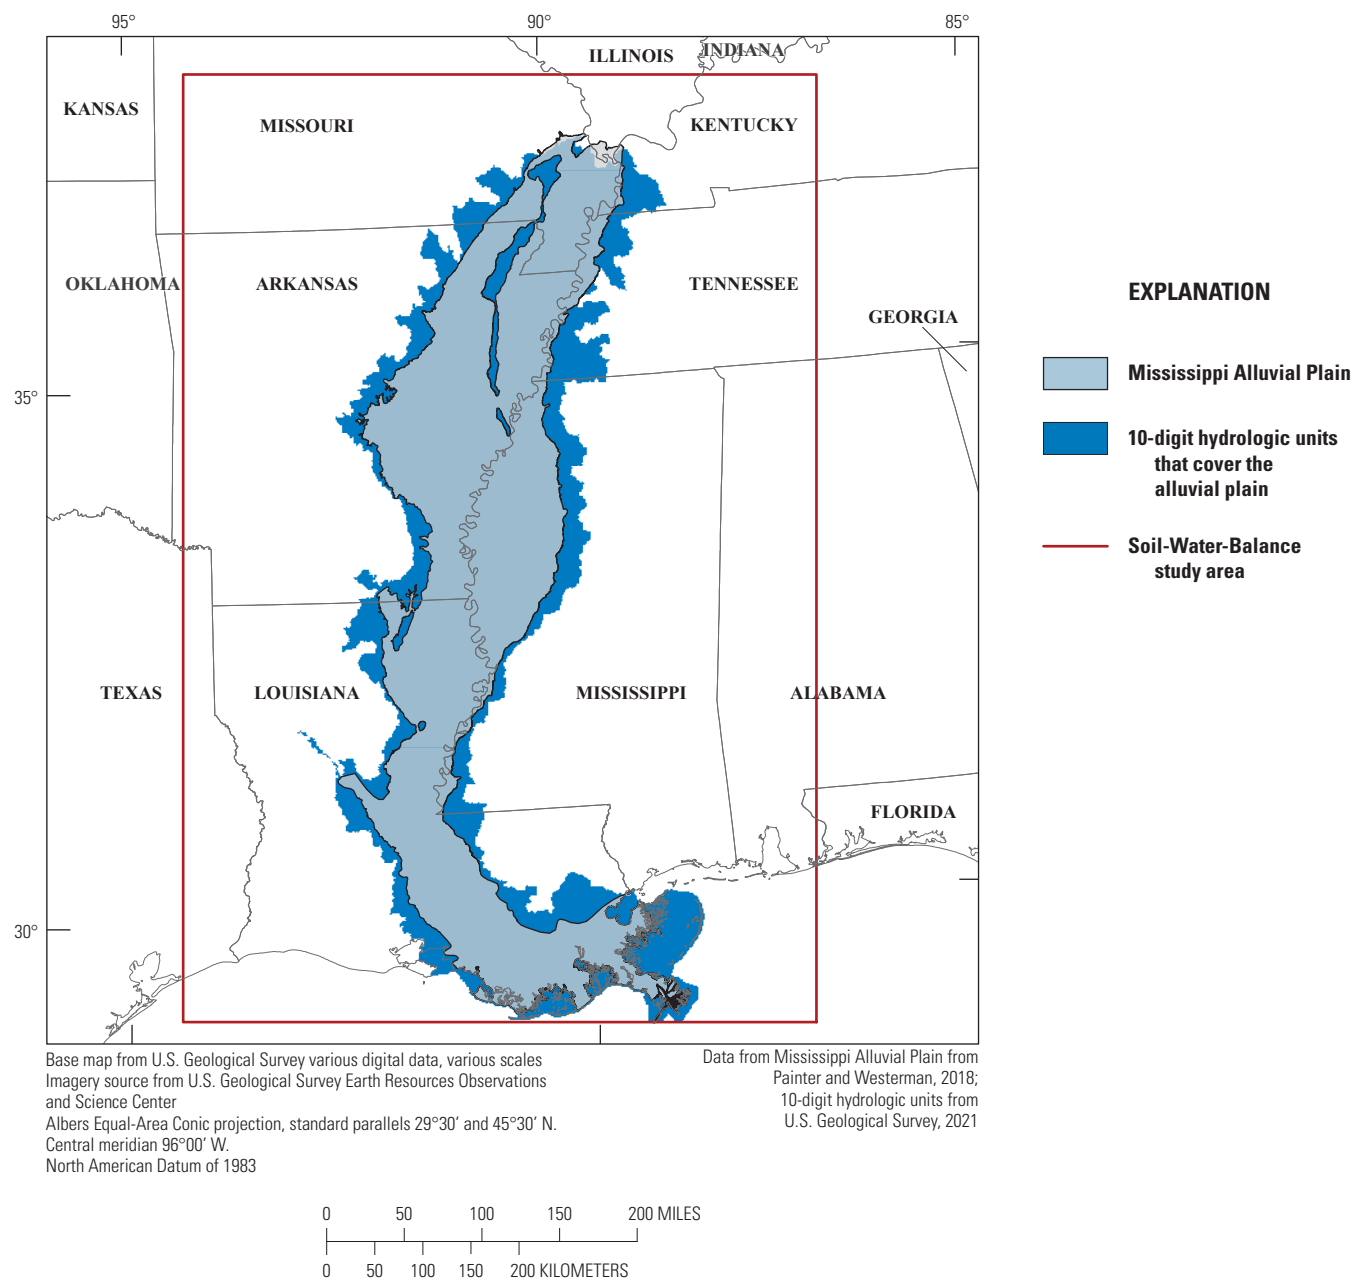 95°
90°
85°
ILLINOIS
INDIANA
KANSAS
MISSOURI
KENTUCKY
OKLAHOMA
ARKANSAS
TENNESSEE
GEORGIA
35°
TEXAS
LOUISIANA
MISSISSIPPI
ALABAMA
FLORIDA
30°
EXPLANATION
Mississippi Alluvial Plain
10-digit hydrologic units
that cover the
alluvial plain
Soil-Water-Balance
study area
Base map from U.S. Geological Survey various digital data, various scales
Imagery source from U.S. Geological Survey Earth Resources Observations
and Science Center
Albers Equal-Area Conic projection, standard parallels 29°30′ and 45°30′ N.
Central meridian 96°00′ W.
North American Datum of 1983
Data from Mississippi Alluvial Plain from
Painter and Westerman, 2018;
10-digit hydrologic units from
U.S. Geological Survey, 2021
0 50 100 150 200 MILES
0 50 100 150 200 KILOMETERS